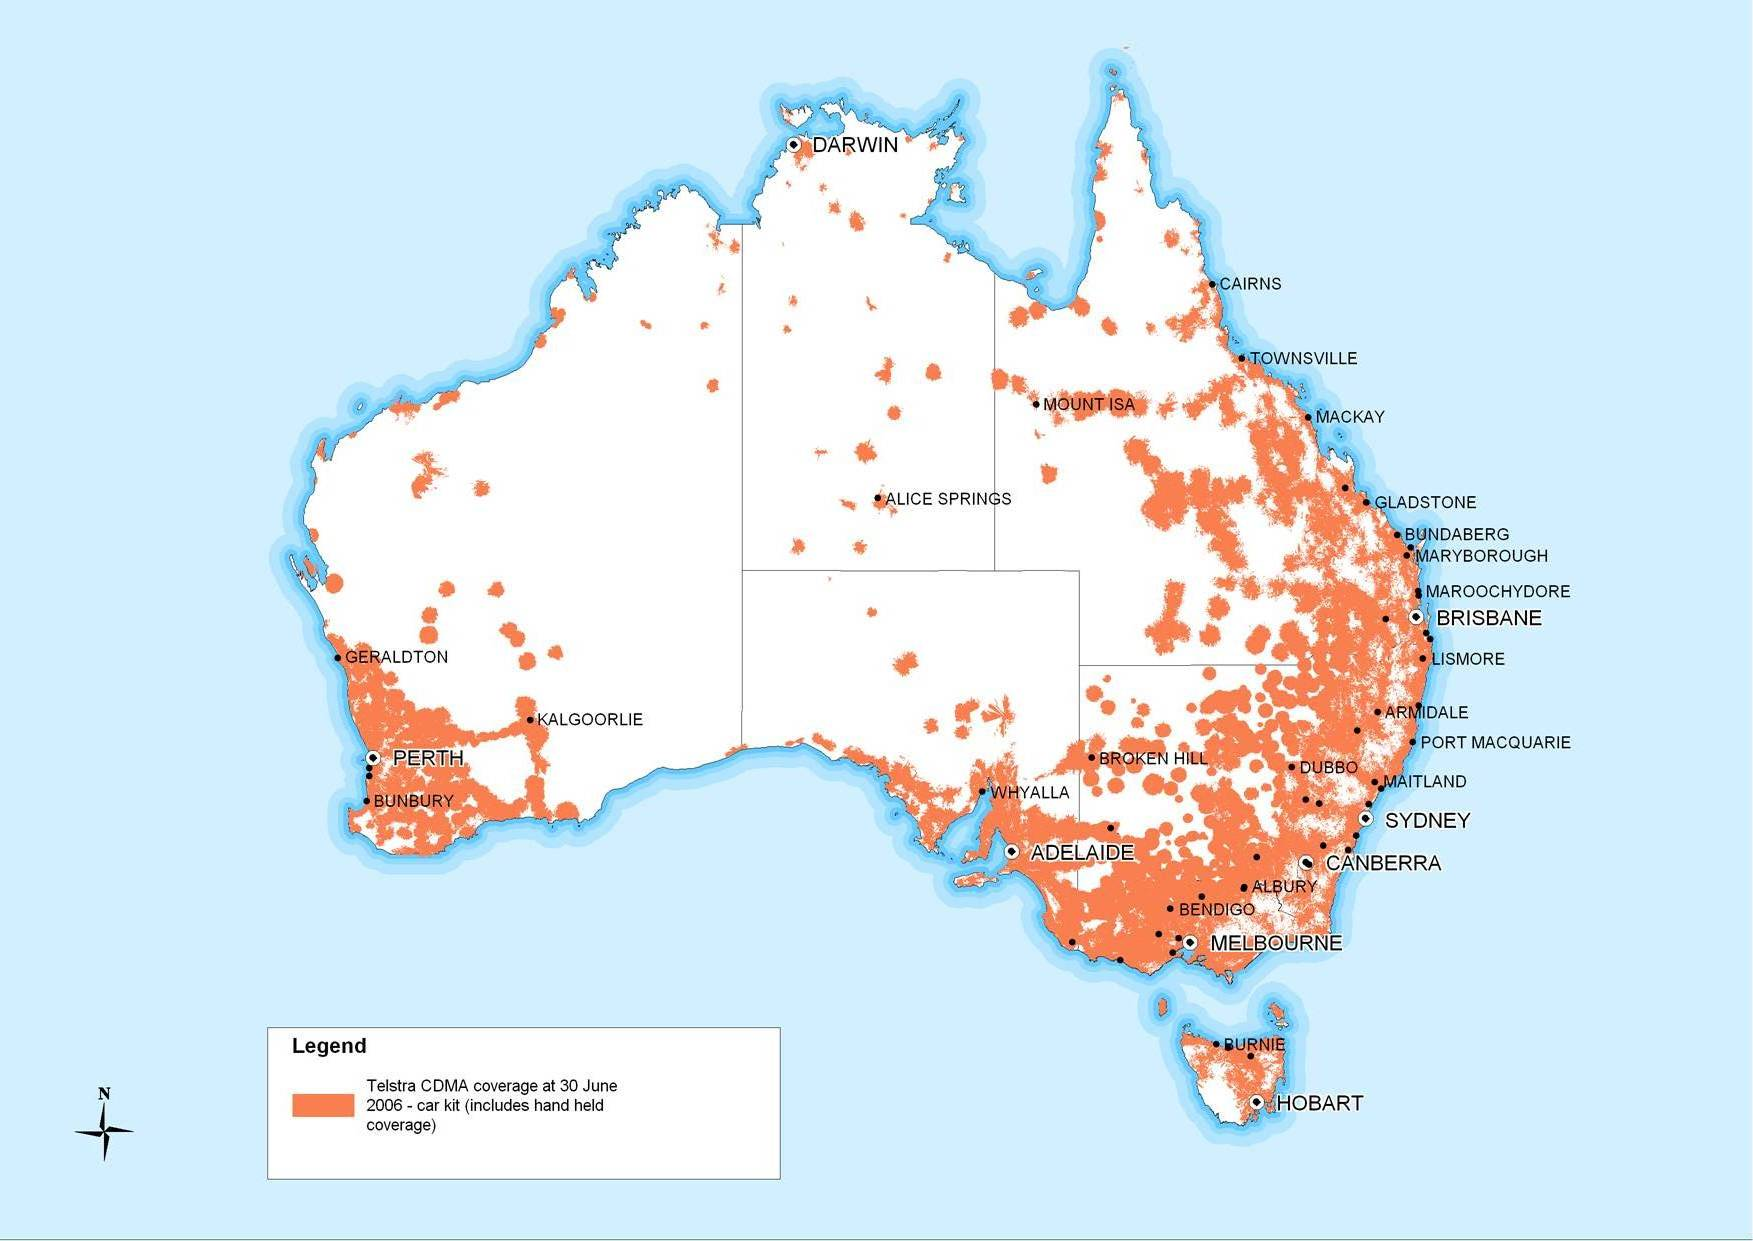 DARWIN
CAIRNS
TOWNSVILLE
MOUNT ISA
MACKAY
ALICE SPRINGS
GLADSTONE
BUNDABERG
MARYBOROUGH
MAROOCHYDORE
BRISBANE
GERALDTON
LISMORE
ARMIDALE
KALGOORLIE
PORT MACQUARIE
PERTH
BROKEN HILL
DUBBO
MAITLAND
WHYALLA
BUNBURY
SYDNEY
ADELAIDE
CANBERRA
ALBURY
BENDIGO
MELBOURNE
BURNIE
HOBART
Legend
Telstra CDMA coverage at 30 June
2006 - car kit (includes hand held
coverage)
N